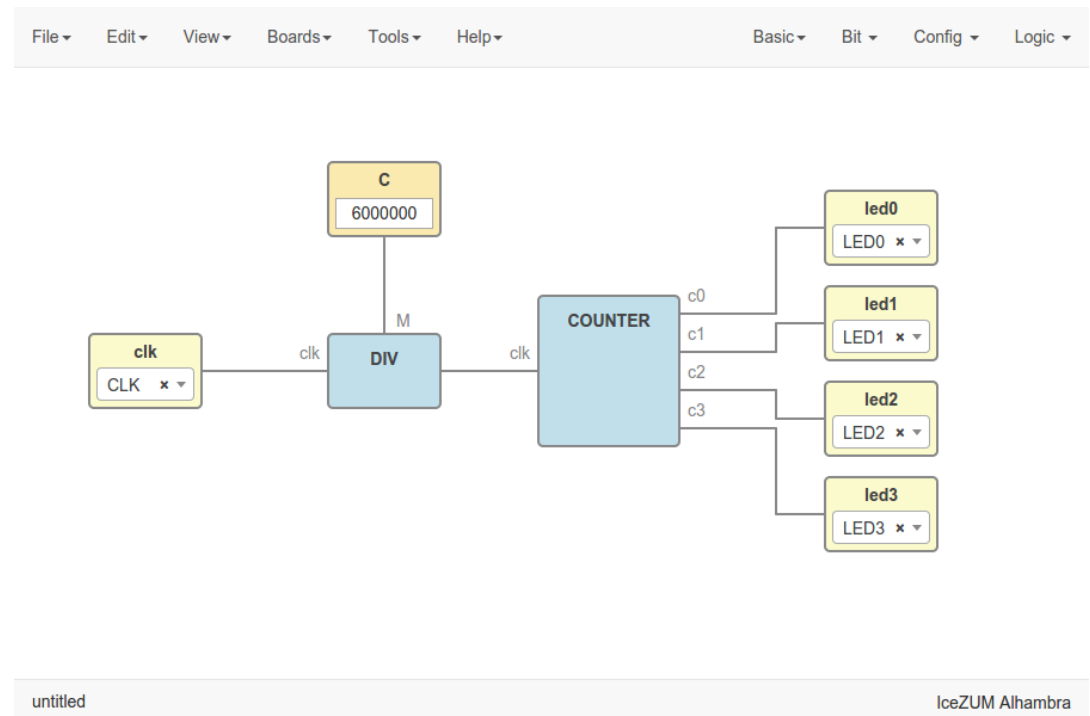 File Edit View Boards Tools Help Basic Bit Config Logic
C
6000000
M
clk
CLK ×
clk
DIV
clk
COUNTER
c0
c1
c2
c3
led0
LED0 ×
led1
LED1 ×
led2
LED2 ×
led3
LED3 ×
untitled IceZUM Alhambra